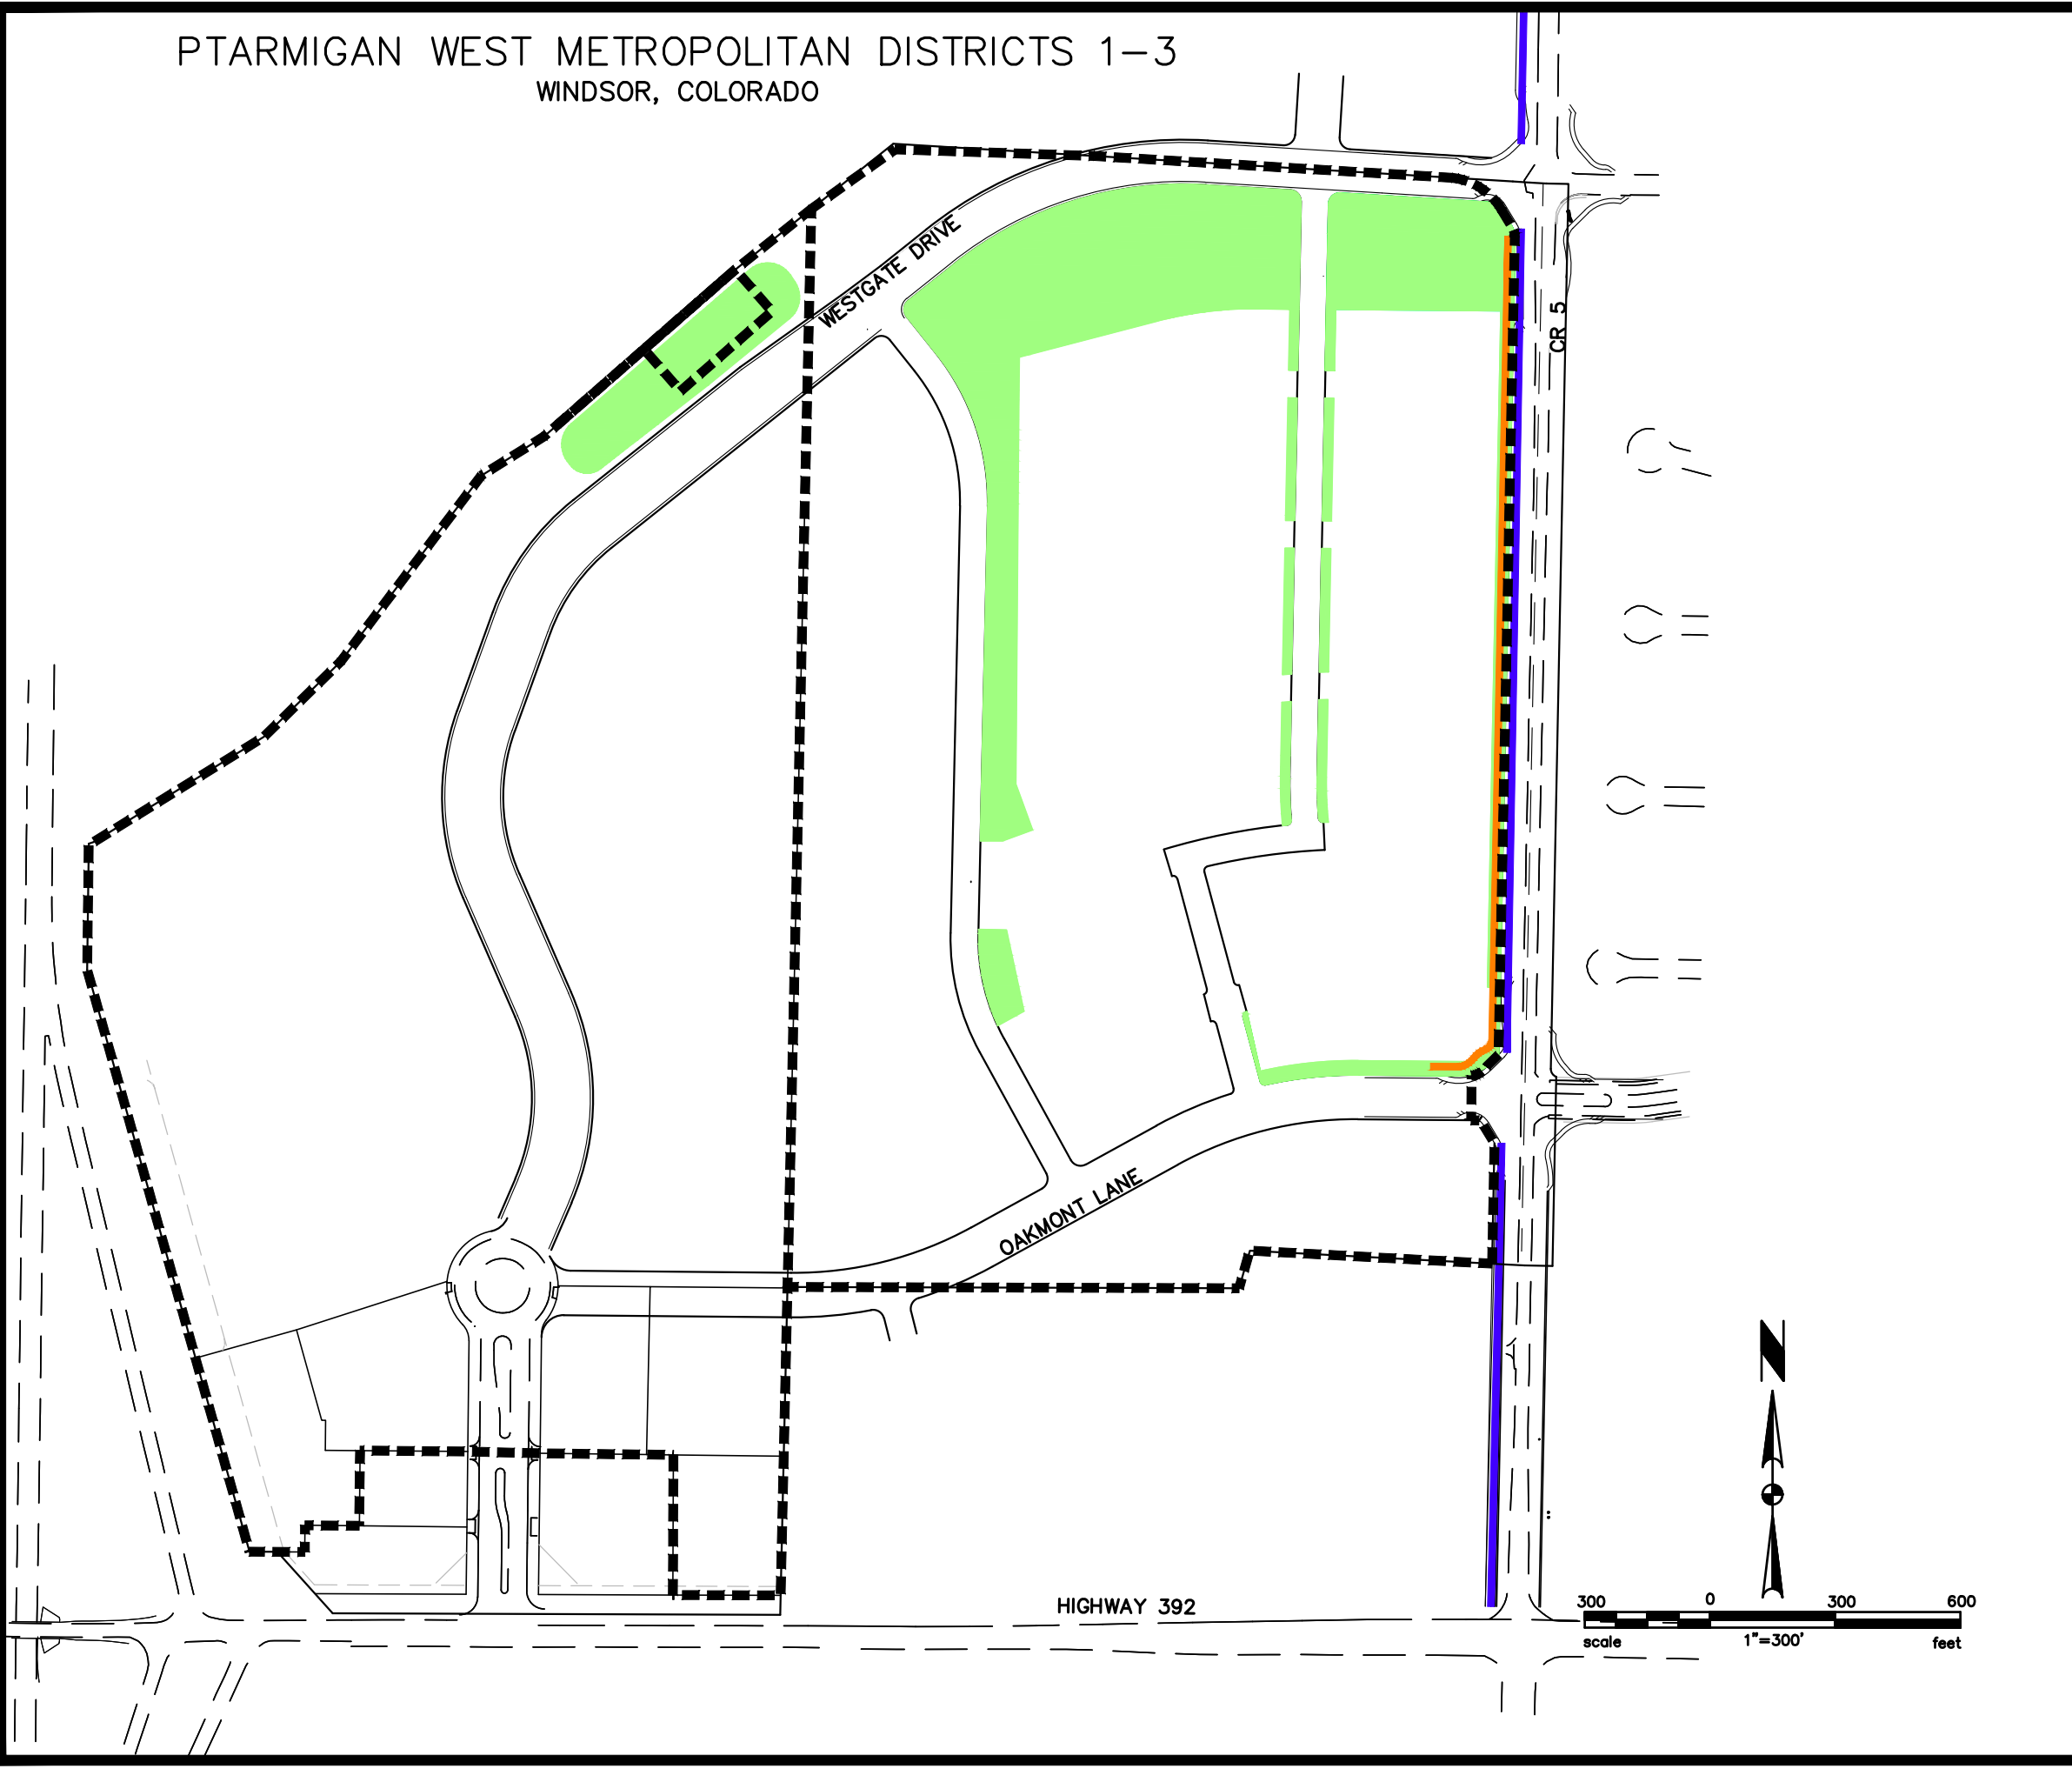 PTARMIGAN WEST METROPOLITAN DISTRICTS 1-3
WINDSOR, COLORADO
WESTGATE DRIVE
CR 5
OAKMONT LANE
N
HIGHWAY 392
300 0 300 600
scale 1"=300' feet